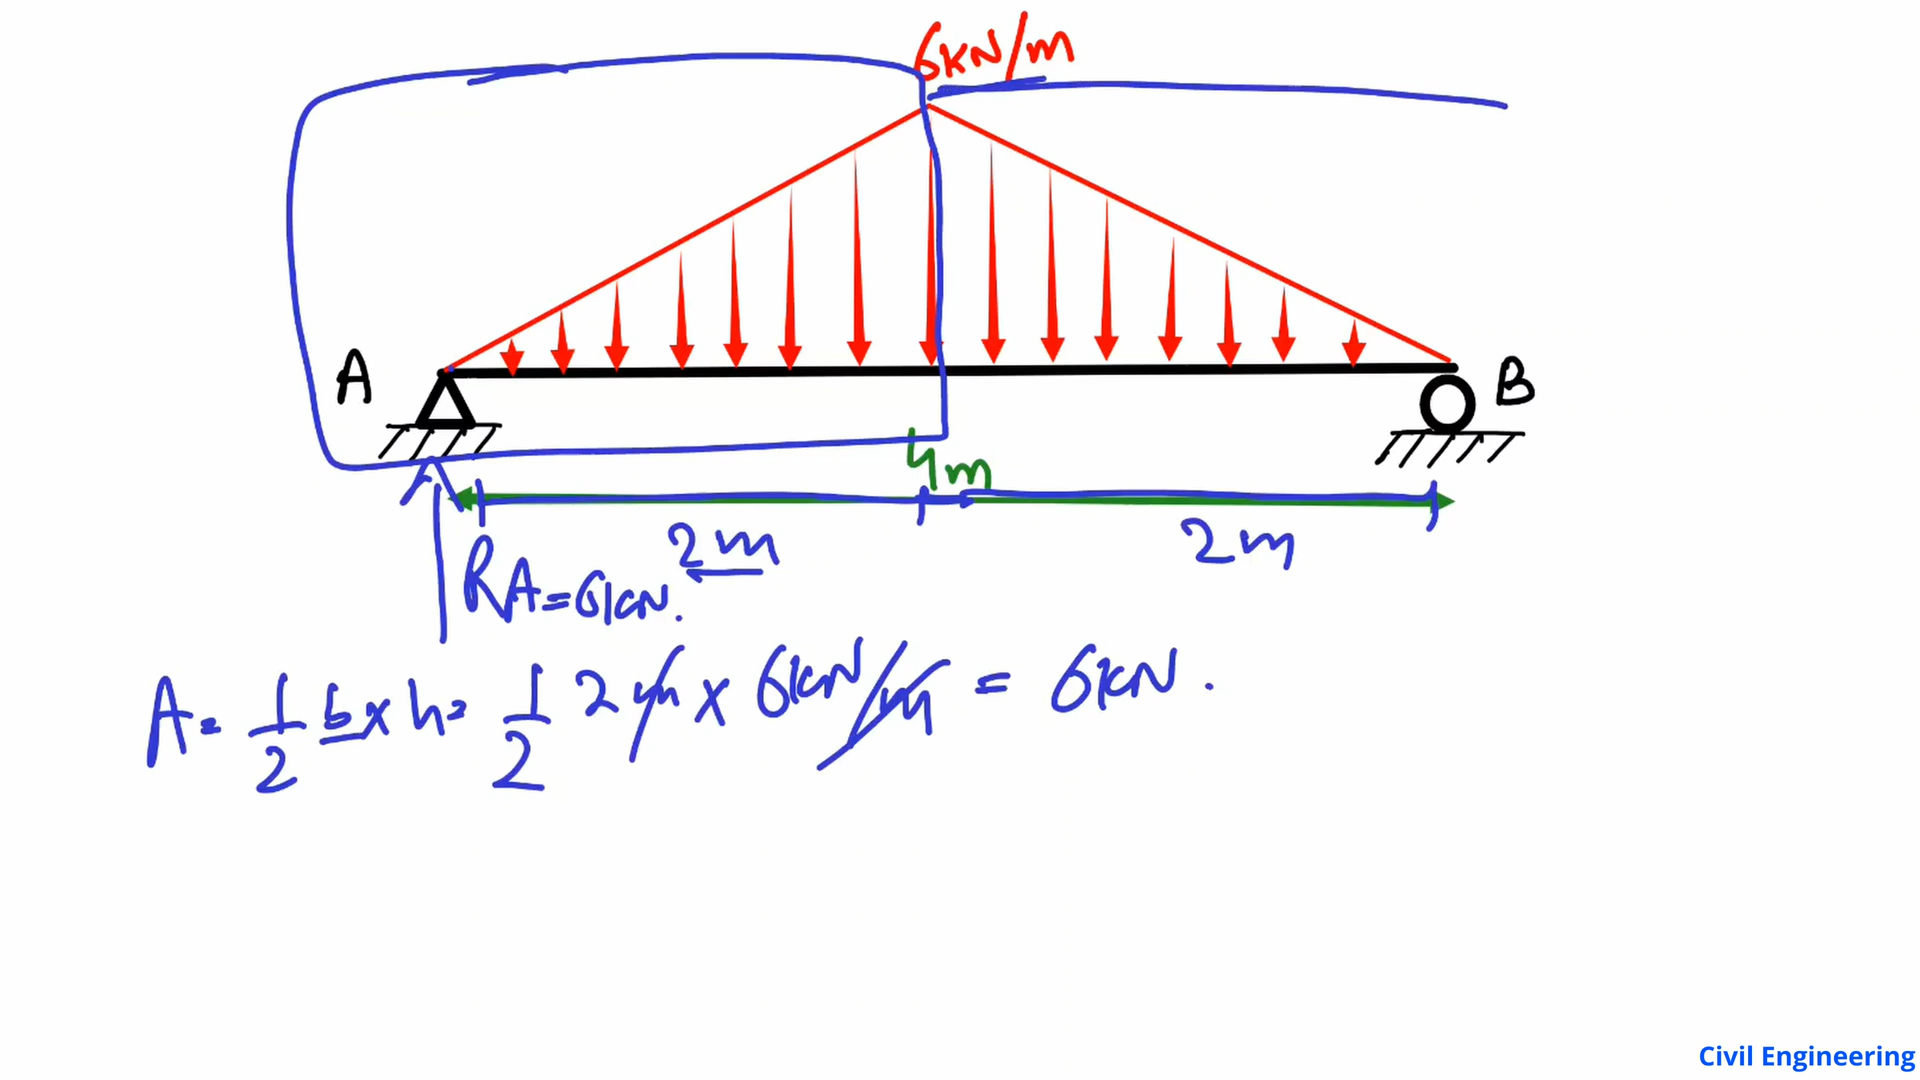 6KN/m
A
B
4m
2m
2m
RA=6KN.
A= 1/2 b x h= 1/2 2m x 6KN/m = 6KN.
Civil Engineering